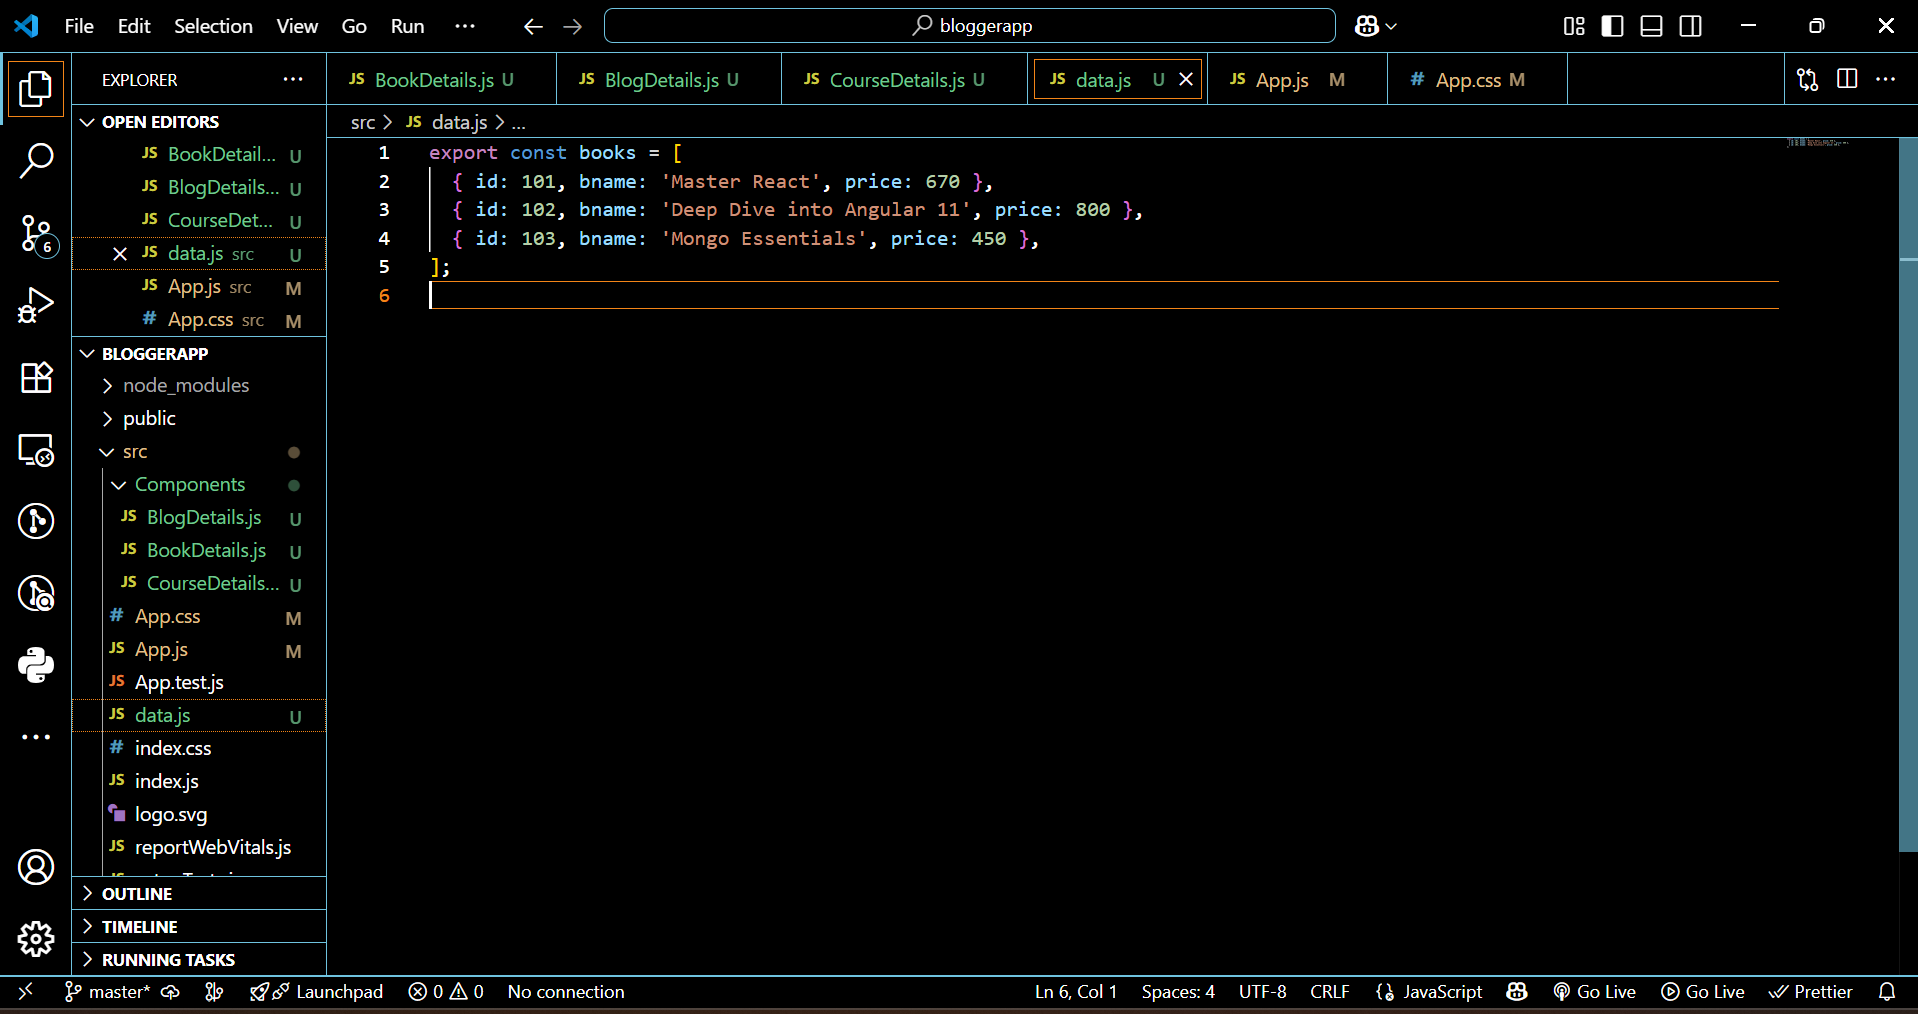 File Edit Selection View Go Run ···
bloggerapp
EXPLORER ···
JS BookDetails.js U
JS BlogDetails.js U
JS CourseDetails.js U
JS data.js U
JS App.js M
# App.css M
···
OPEN EDITORS
JS BookDetail... U
JS BlogDetails... U
JS CourseDet... U
JS data.js src U
JS App.js src M
# App.css src M
BLOGGERAPP
node_modules
public
src
Components
JS BlogDetails.js U
JS BookDetails.js U
JS CourseDetails... U
# App.css M
JS App.js M
JS App.test.js
JS data.js U
# index.css
JS index.js
logo.svg
JS reportWebVitals.js
OUTLINE
TIMELINE
RUNNING TASKS
6
src > JS data.js > ...
1 export const books = [
2 { id: 101, bname: 'Master React', price: 670 },
3 { id: 102, bname: 'Deep Dive into Angular 11', price: 800 },
4 { id: 103, bname: 'Mongo Essentials', price: 450 },
5 ];
6
master* Launchpad 0 0 No connection Ln 6, Col 1 Spaces: 4 UTF-8 CRLF JavaScript Go Live Go Live Prettier